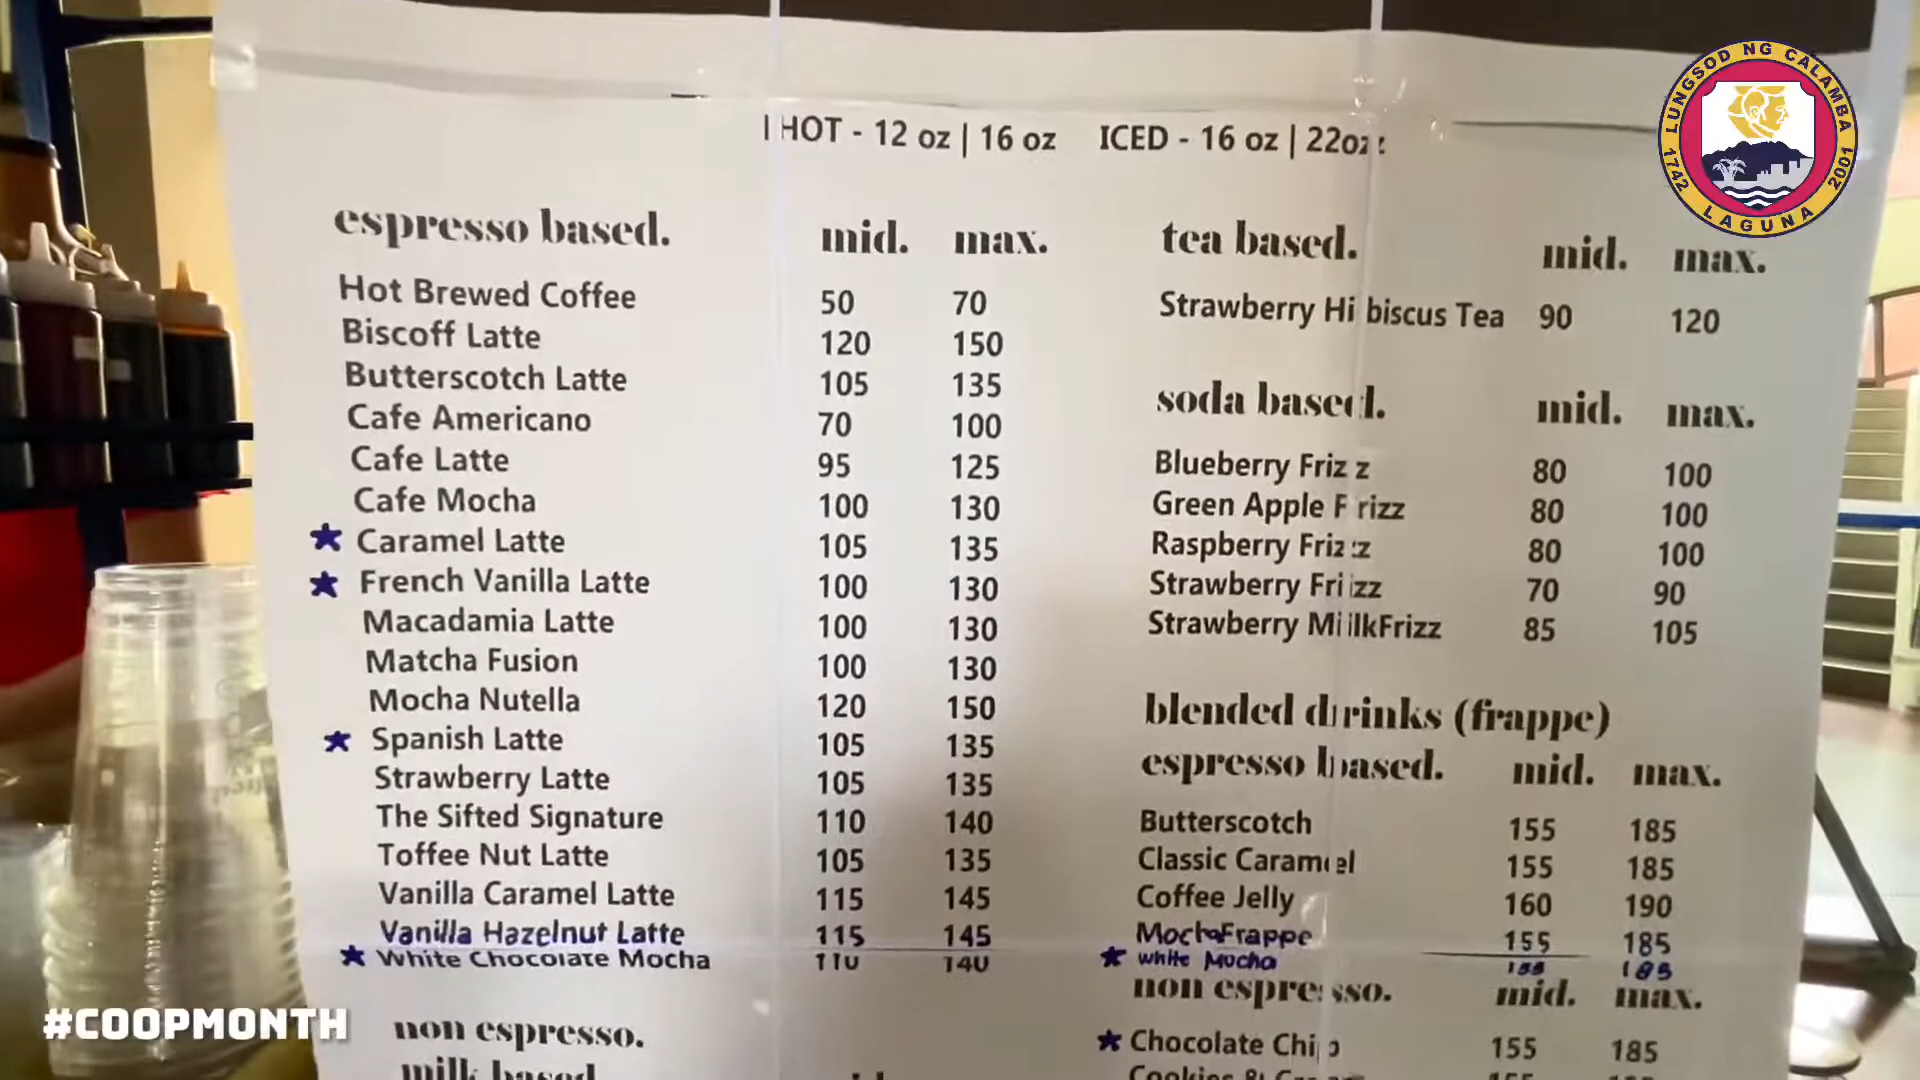 HOT - 12 oz | 16 oz ICED - 16 oz | 22oz
LUNGSOD NG CALAMBA
1742 LAGUNA 2001
espresso based. mid. max.
Hot Brewed Coffee 50 70
Biscoff Latte 120 150
Butterscotch Latte 105 135
Cafe Americano 70 100
Cafe Latte 95 125
Cafe Mocha 100 130
Caramel Latte 105 135
French Vanilla Latte 100 130
Macadamia Latte 100 130
Matcha Fusion 100 130
Mocha Nutella 120 150
Spanish Latte 105 135
Strawberry Latte 105 135
The Sifted Signature 110 140
Toffee Nut Latte 105 135
Vanilla Caramel Latte 115 145
Vanilla Hazelnut Latte 115 145
White Chocolate Mocha 110 140
non espresso.
milk based
tea based. mid. max.
Strawberry Hibiscus Tea 90 120
soda based. mid. max.
Blueberry Frizz 80 100
Green Apple Frizz 80 100
Raspberry Frizz 80 100
Strawberry Frizz 70 90
Strawberry MilkFrizz 85 105
blended drinks (frappe)
espresso based. mid. max.
Butterscotch 155 185
Classic Caramel 155 185
Coffee Jelly 160 190
MochaFrappe 155 185
white Mocha 155 185
non espresso. mid. max.
Chocolate Chip 155 185
Cookies &
#COOPMONTH